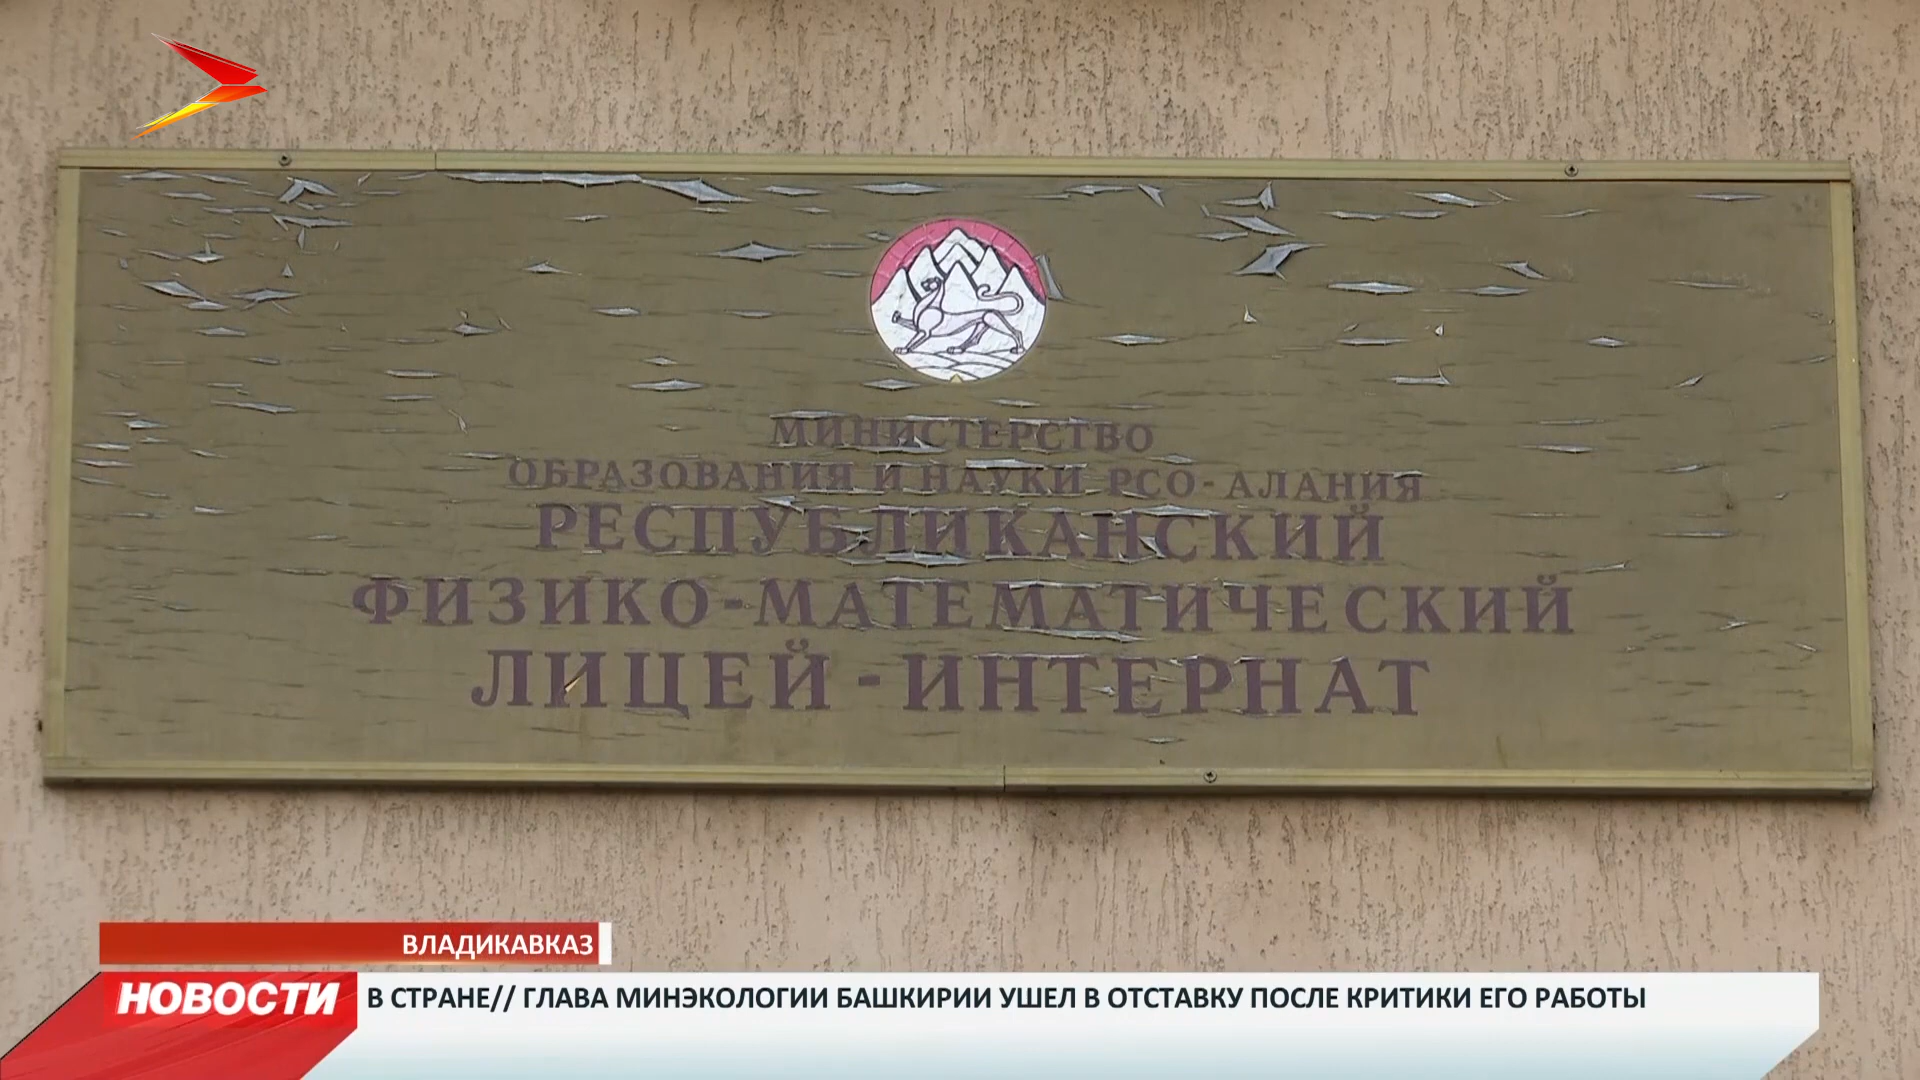 МИНИСТЕРСТВО
ОБРАЗОВАНИЯ И НАУКИ РСО-АЛАНИЯ
РЕСПУБЛИКАНСКИЙ
ФИЗИКО-МАТЕМАТИЧЕСКИЙ
ЛИЦЕЙ-ИНТЕРНАТ
ВЛАДИКАВКАЗ
НОВОСТИ
В СТРАНЕ// ГЛАВА МИНЭКОЛОГИИ БАШКИРИИ УШЕЛ В ОТСТАВКУ ПОСЛЕ КРИТИКИ ЕГО РАБОТЫ